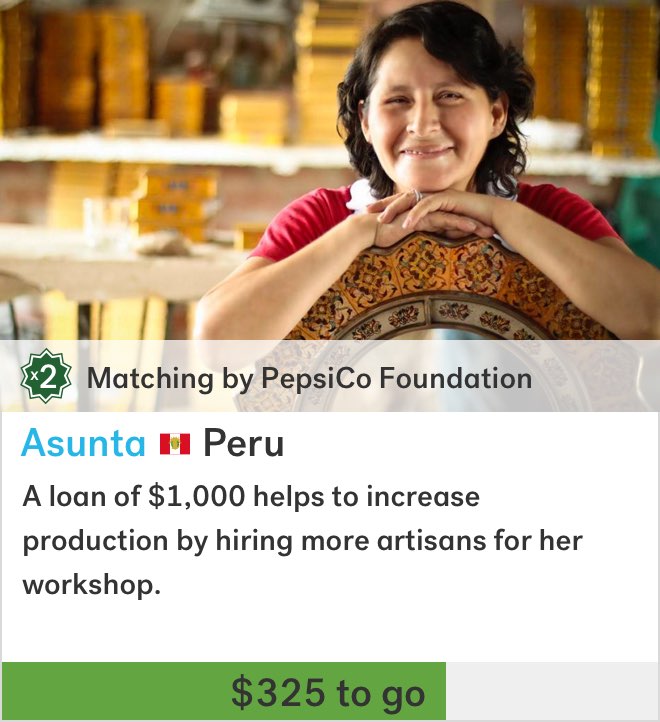 x2 Matching by PepsiCo Foundation
Asunta Peru
A loan of $1,000 helps to increase
production by hiring more artisans for her
workshop.
$325 to go